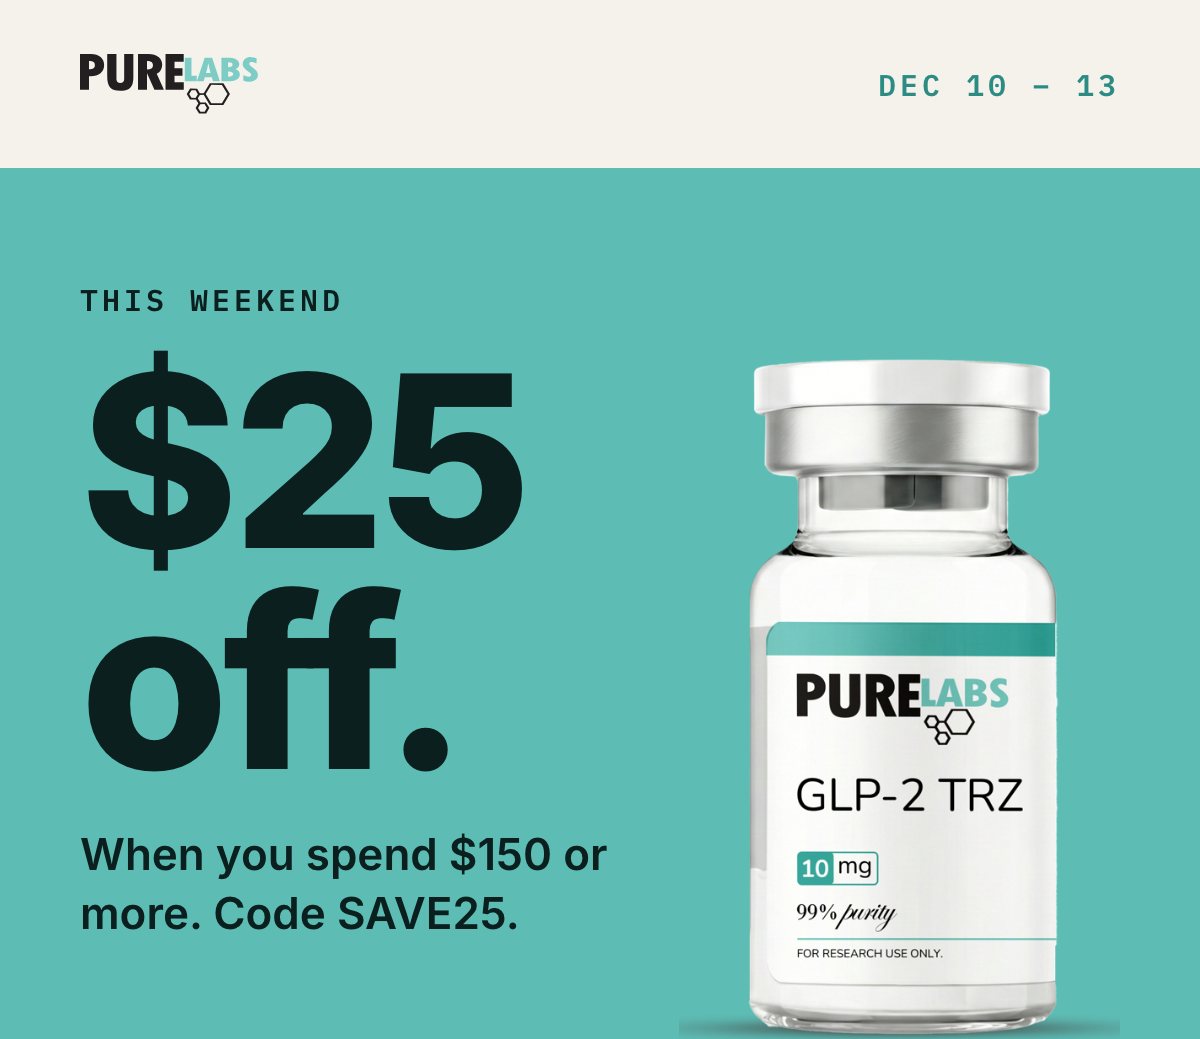 PURELABS
DEC 10 – 13
THIS WEEKEND
$25
off.
When you spend $150 or
more. Code SAVE25.
PURELABS
GLP-2 TRZ
10 mg
99% purity
FOR RESEARCH USE ONLY.